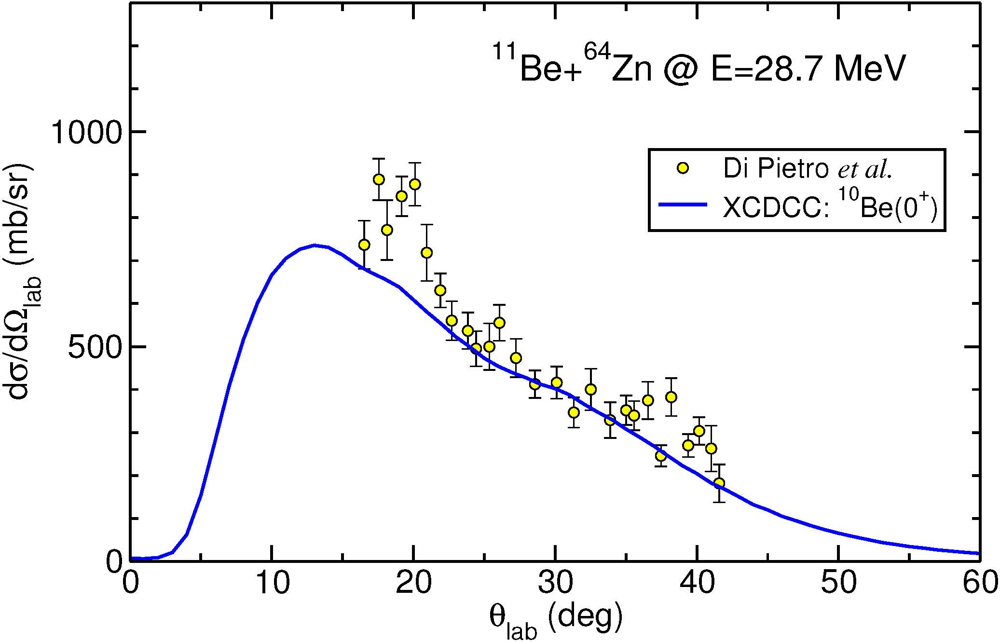 ¹¹Be+⁶⁴Zn @ E=28.7 MeV
Di Pietro et al.
XCDCC: ¹⁰Be(0⁺)
dσ/dΩlab (mb/sr)
1000
500
0
0 10 20 30 40 50 60
θlab (deg)